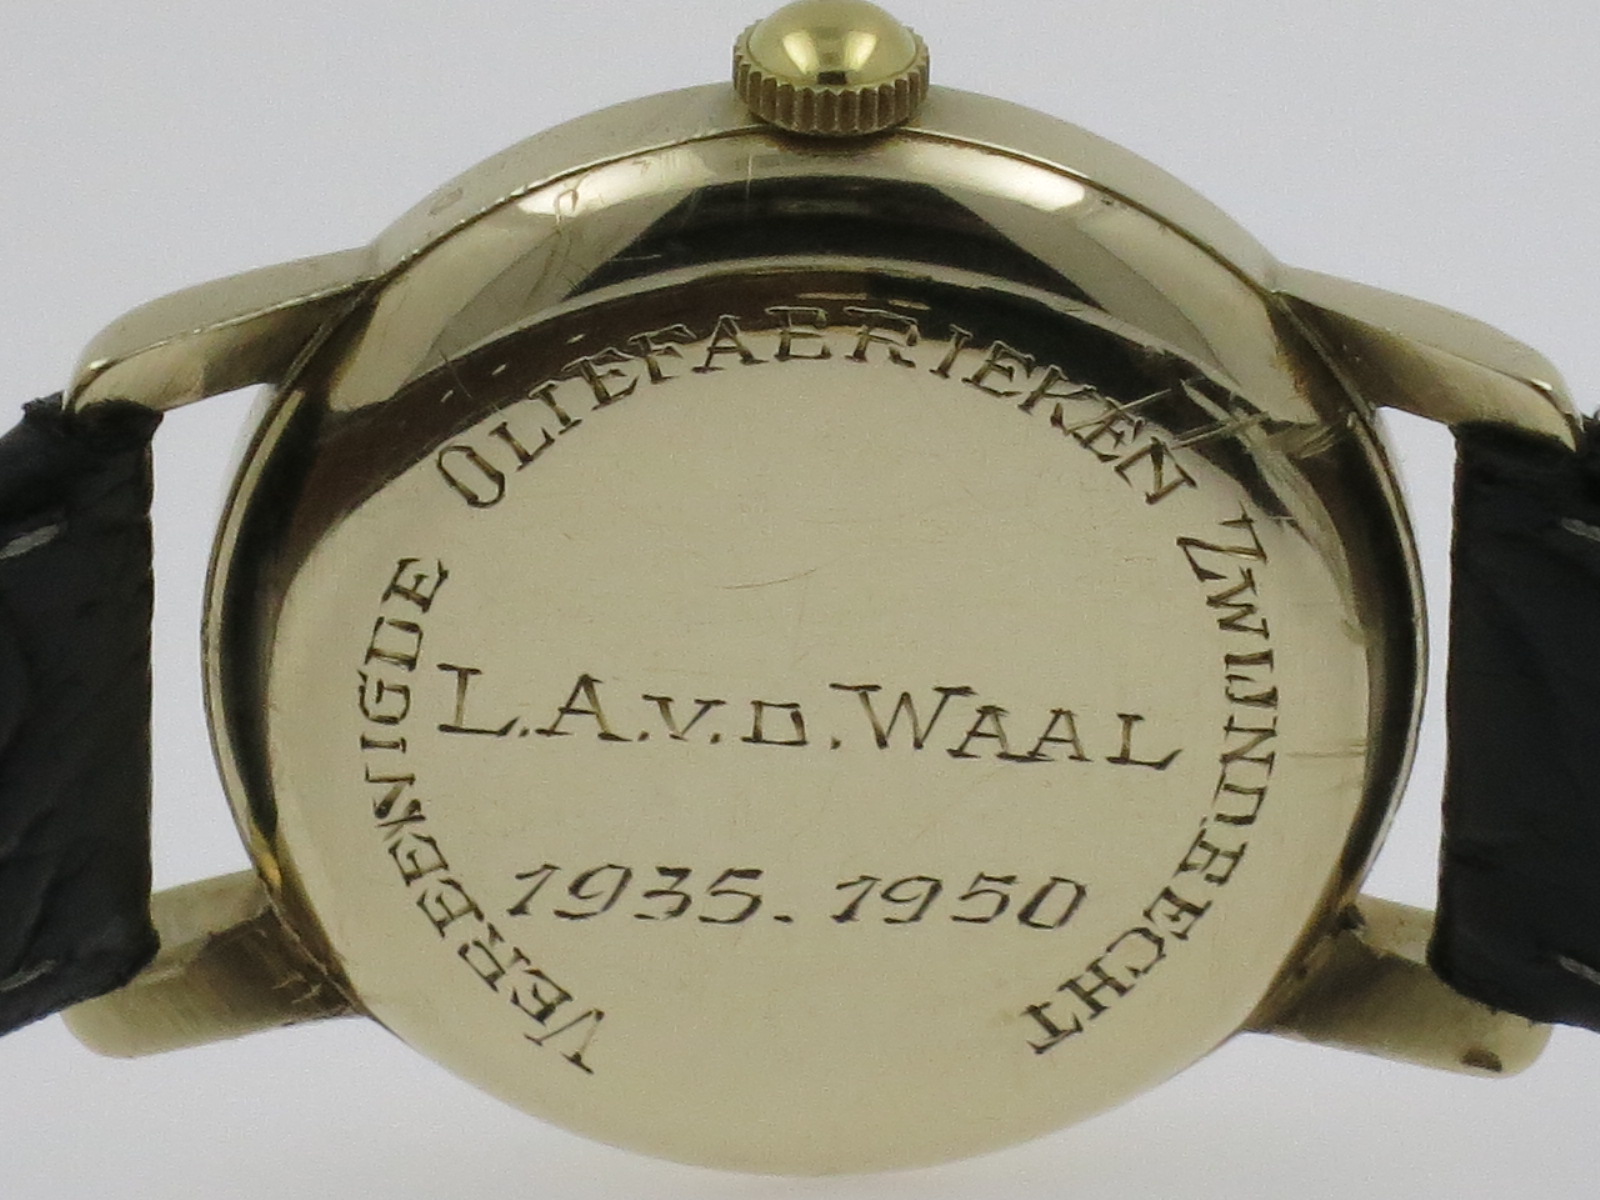 VEREENIGDE OLIEFABRIEKEN ZWIJNDRECHT
L.A.V.D. WAAL
1935-1950